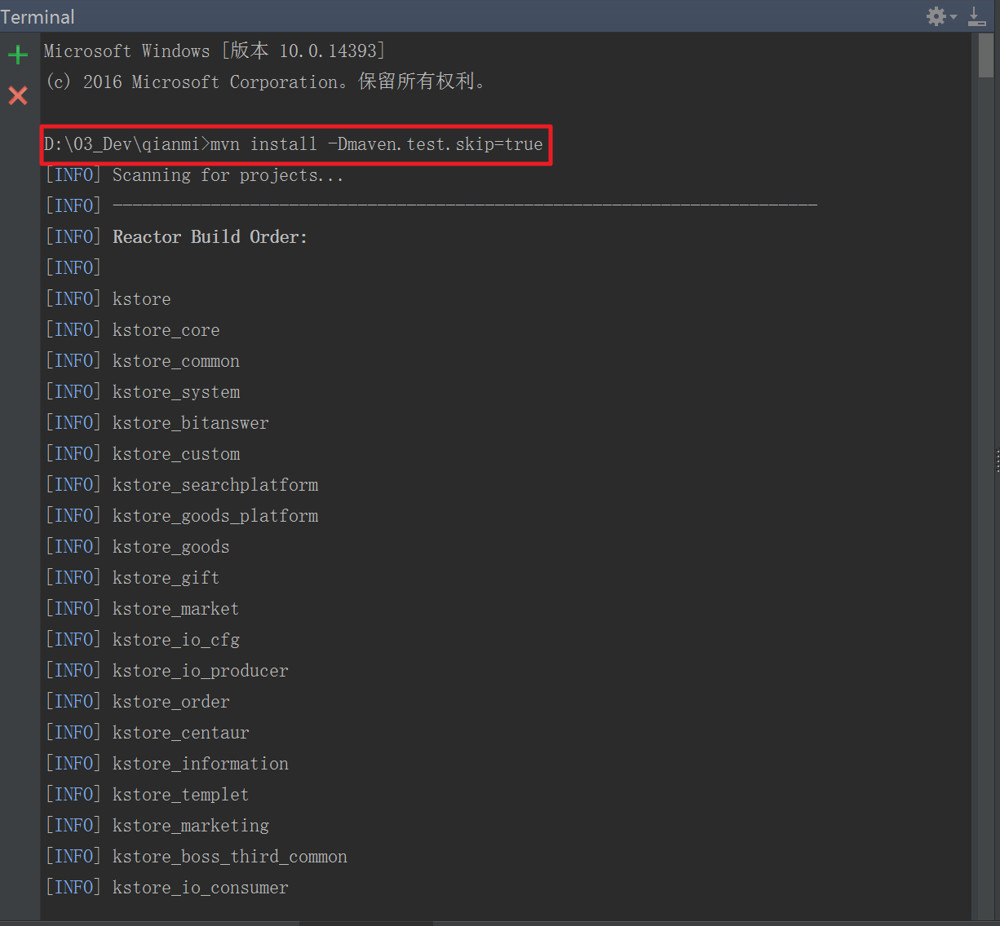 Terminal
Microsoft Windows [版本 10.0.14393]
(c) 2016 Microsoft Corporation。保留所有权利。
D:\03_Dev\qianmi>mvn install -Dmaven.test.skip=true
[INFO] Scanning for projects...
[INFO] ------------------------------------------------------------------------
[INFO] Reactor Build Order:
[INFO]
[INFO] kstore
[INFO] kstore_core
[INFO] kstore_common
[INFO] kstore_system
[INFO] kstore_bitanswer
[INFO] kstore_custom
[INFO] kstore_searchplatform
[INFO] kstore_goods_platform
[INFO] kstore_goods
[INFO] kstore_gift
[INFO] kstore_market
[INFO] kstore_io_cfg
[INFO] kstore_io_producer
[INFO] kstore_order
[INFO] kstore_centaur
[INFO] kstore_information
[INFO] kstore_templet
[INFO] kstore_marketing
[INFO] kstore_boss_third_common
[INFO] kstore_io_consumer